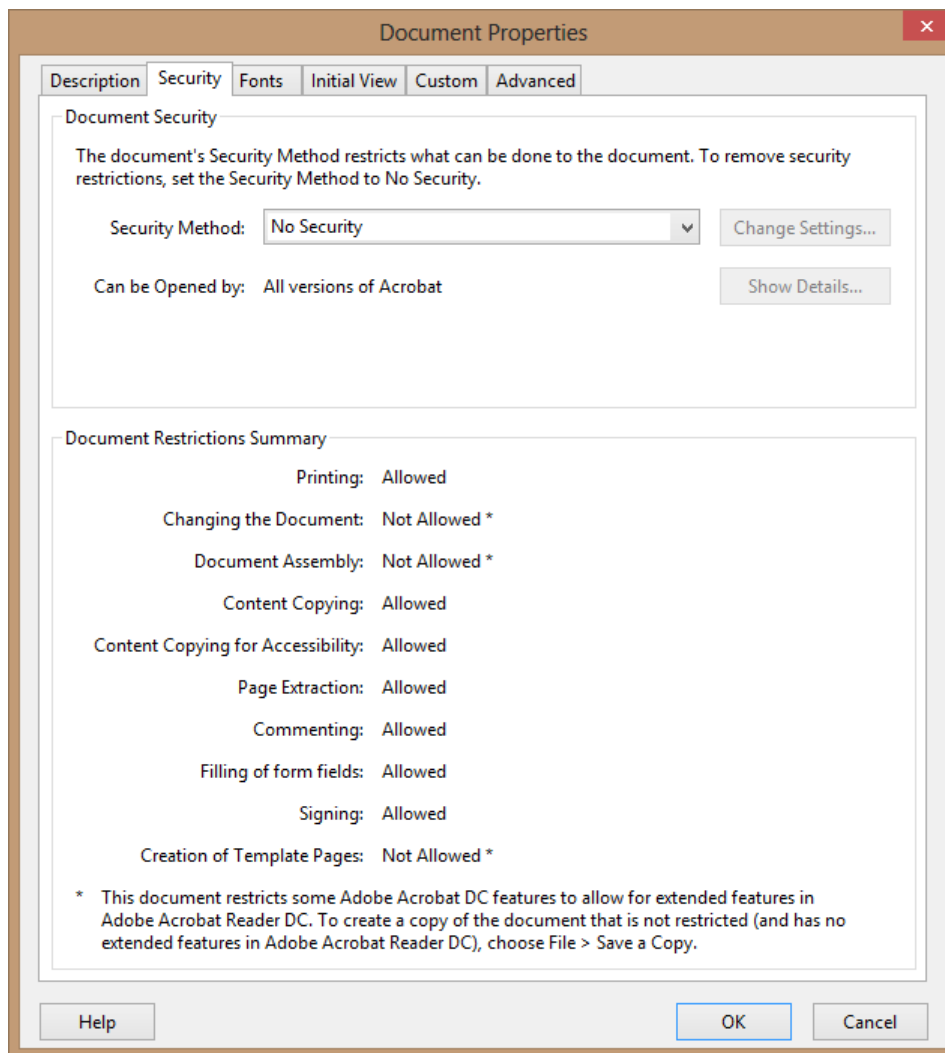 Document Properties
Description Security Fonts Initial View Custom Advanced
Document Security
The document's Security Method restricts what can be done to the document. To remove security
restrictions, set the Security Method to No Security.
Security Method: No Security Change Settings...
Can be Opened by: All versions of Acrobat Show Details...
Document Restrictions Summary
Printing: Allowed
Changing the Document: Not Allowed *
Document Assembly: Not Allowed *
Content Copying: Allowed
Content Copying for Accessibility: Allowed
Page Extraction: Allowed
Commenting: Allowed
Filling of form fields: Allowed
Signing: Allowed
Creation of Template Pages: Not Allowed *
* This document restricts some Adobe Acrobat DC features to allow for extended features in
Adobe Acrobat Reader DC. To create a copy of the document that is not restricted (and has no
extended features in Adobe Acrobat Reader DC), choose File > Save a Copy.
Help OK Cancel